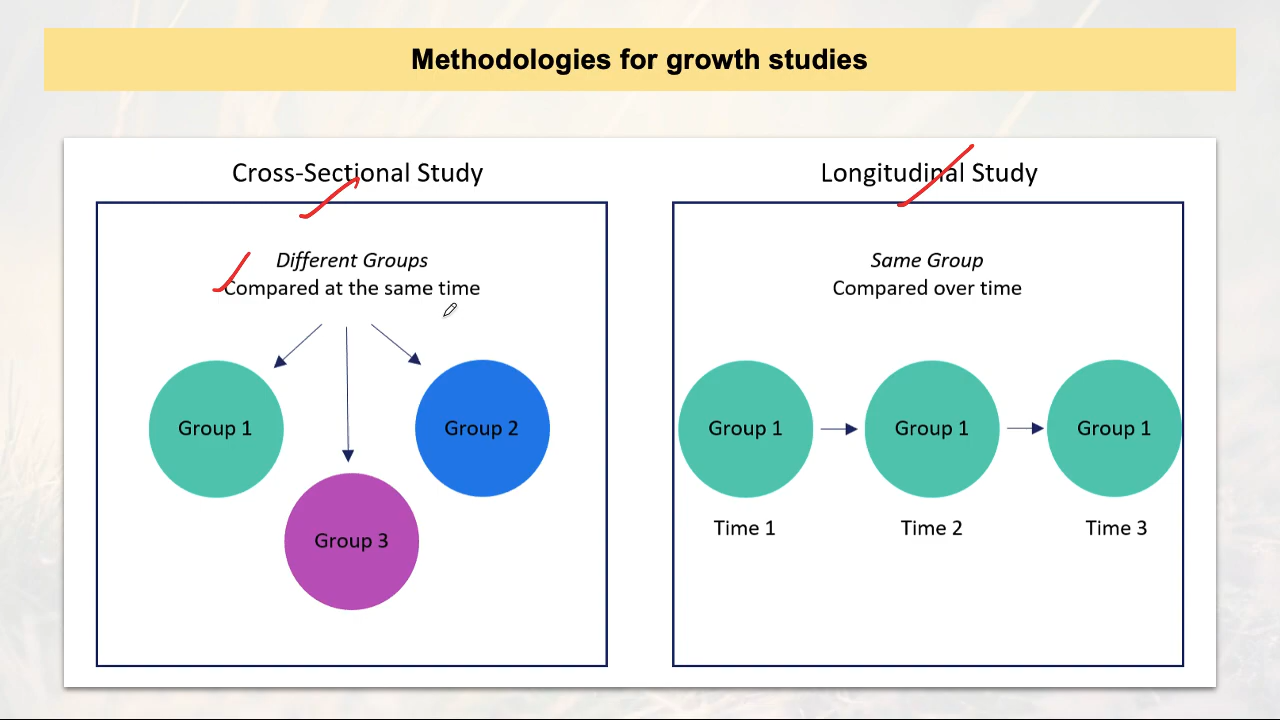 Methodologies for growth studies
Cross-Sectional Study
Different Groups
Compared at the same time
Group 1
Group 2
Group 3
Longitudinal Study
Same Group
Compared over time
Group 1
Group 1
Group 1
Time 1
Time 2
Time 3